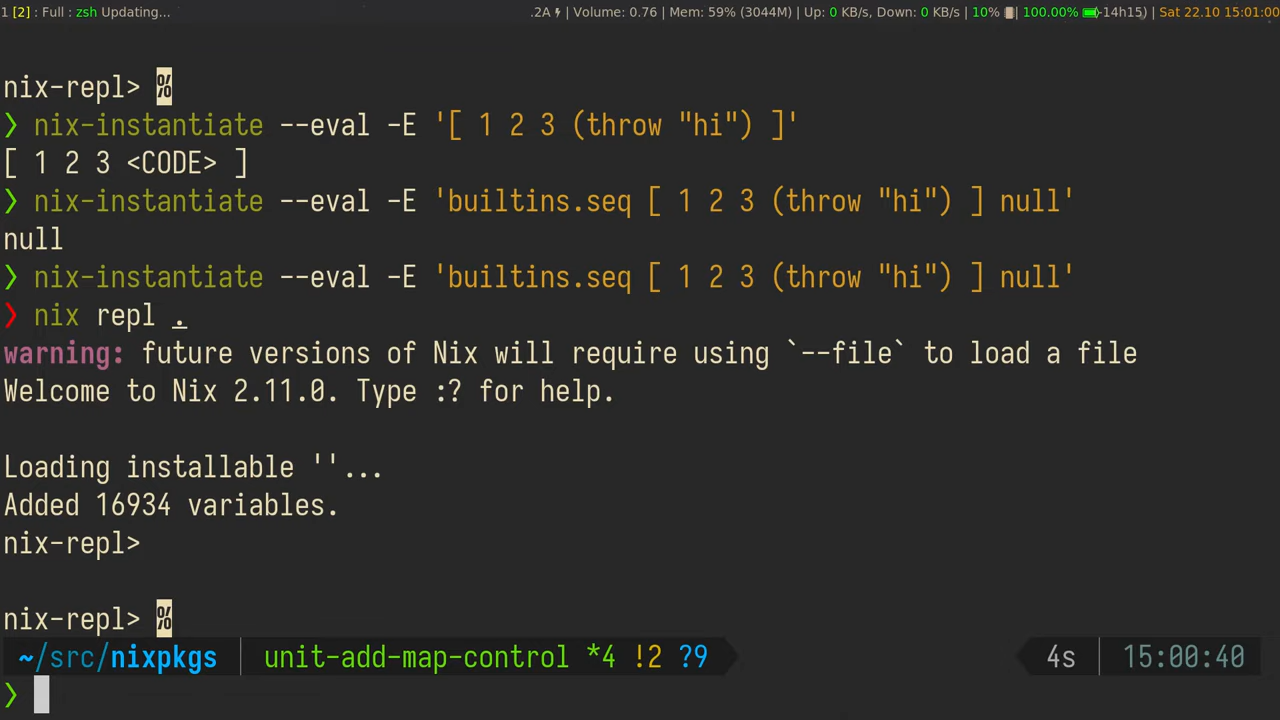 1 [2] : Full : zsh Updating... .2A | Volume: 0.76 | Mem: 59% (3044M) | Up: 0 KB/s, Down: 0 KB/s | 10% | 100.00% (-14h15) | Sat 22.10 15:01:00
nix-repl> %
❯ nix-instantiate --eval -E '[ 1 2 3 (throw "hi") ]'
[ 1 2 3 <CODE> ]
❯ nix-instantiate --eval -E 'builtins.seq [ 1 2 3 (throw "hi") ] null'
null
❯ nix-instantiate --eval -E 'builtins.seq [ 1 2 3 (throw "hi") ] null'
❯ nix repl .
warning: future versions of Nix will require using `--file` to load a file
Welcome to Nix 2.11.0. Type :? for help.
Loading installable ''...
Added 16934 variables.
nix-repl>
nix-repl> %
~/src/nixpkgs unit-add-map-control *4 !2 ?9 4s 15:00:40
❯